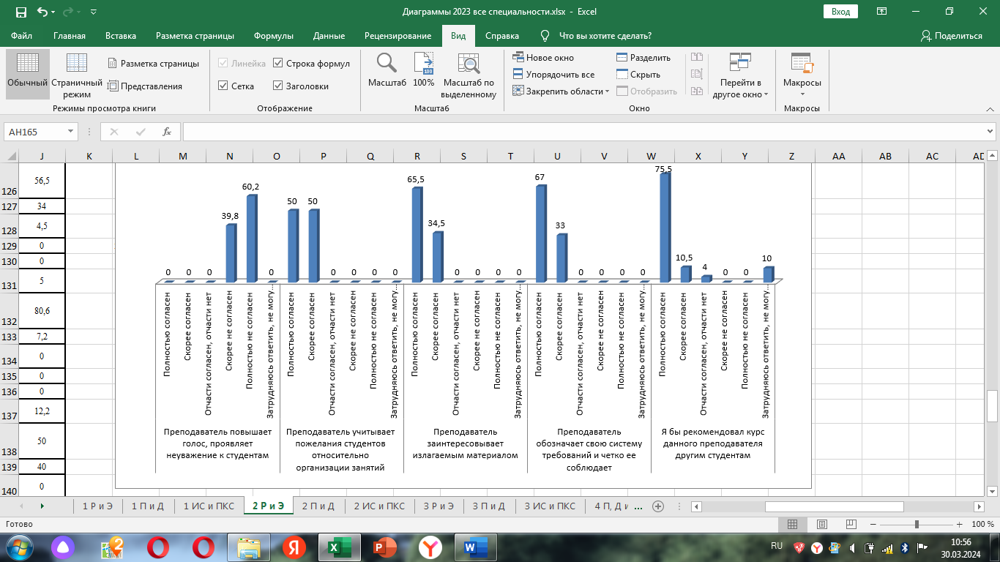 Диаграммы 2023 все специальности.xlsx - Excel
Вход
Файл Главная Вставка Разметка страницы Формулы Данные Рецензирование Вид Справка Что вы хотите сделать? Поделиться
Обычный
Страничный режим
Разметка страницы
Представления
Режимы просмотра книги
Линейка
Строка формул
Сетка
Заголовки
Отображение
Масштаб
100
100%
Масштаб по выделенному
Масштаб
Новое окно
Упорядочить все
Закрепить области
Разделить
Скрыть
Отобразить
Перейти в другое окно
Окно
Макросы
Макросы
AH165
fx
J K L M N O P Q R S T U V W X Y Z AA AB AC AD
126 56,5
127 34
128 4,5
129 0
130 0
131 5
132 80,6
133 7,2
134 0
135 0
136 0
137 12,2
138 50
139 40
140 0
0 0 0 39,8 60,2 0
50 50 0 0 0 0
65,5 34,5 0 0 0 0
67 33 0 0 0 0
75,5 10,5 4 0 0 10
Полностью согласен
Скорее согласен
Отчасти согласен, отчасти нет
Скорее не согласен
Полностью не согласен
Затрудняюсь ответить, не могу...
Полностью согласен
Скорее согласен
Отчасти согласен, отчасти нет
Скорее не согласен
Полностью не согласен
Затрудняюсь ответить, не могу...
Полностью согласен
Скорее согласен
Отчасти согласен, отчасти нет
Скорее не согласен
Полностью не согласен
Затрудняюсь ответить, не могу...
Полностью согласен
Скорее согласен
Отчасти согласен, отчасти нет
Скорее не согласен
Полностью не согласен
Затрудняюсь ответить, не могу...
Полностью согласен
Скорее согласен
Отчасти согласен, отчасти нет
Скорее не согласен
Полностью не согласен
Затрудняюсь ответить, не могу...
Преподаватель повышает
голос, проявляет
неуважение к студентам
Преподаватель учитывает
пожелания студентов
относительно
организации занятий
Преподаватель
заинтересовывает
излагаемым материалом
Преподаватель
обозначает свою систему
требований и четко ее
соблюдает
Я бы рекомендовал курс
данного преподавателя
другим студентам
1 Р и Э 1 П и Д 1 ИС и ПКС 2 Р и Э 2 П и Д 2 ИС и ПКС 3 Р и Э 3 П и Д 3 ИС и ПКС 4 П, Д и ...
Готово
100 %
RU
10:56
30.03.2024